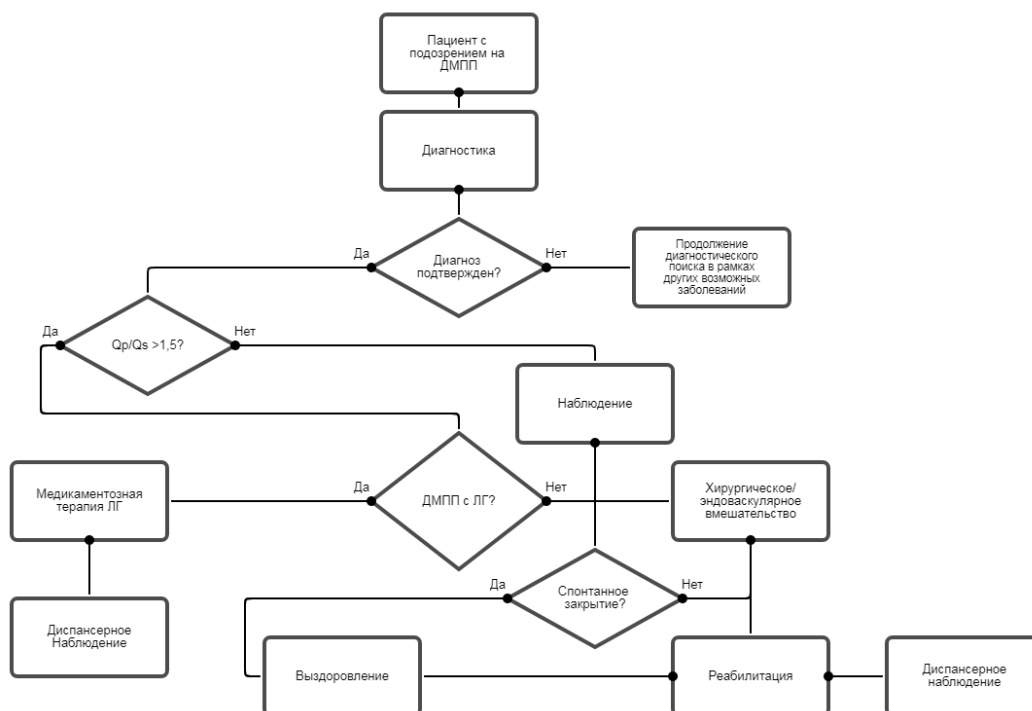 Пациент с
подозрением на
ДМПП
Диагностика
Да
Диагноз
подтвержден?
Нет
Продолжение
диагностического
поиска в рамках
других возможных
заболеваний
Да
Qp/Qs >1,5?
Нет
Наблюдение
Медикаментозная
терапия ЛГ
Да
ДМПП с ЛГ?
Нет
Хирургическое/
эндоваскулярное
вмешательство
Да
Спонтанное
закрытие?
Нет
Диспансерное
Наблюдение
Выздоровление
Реабилитация
Диспансерное
наблюдение